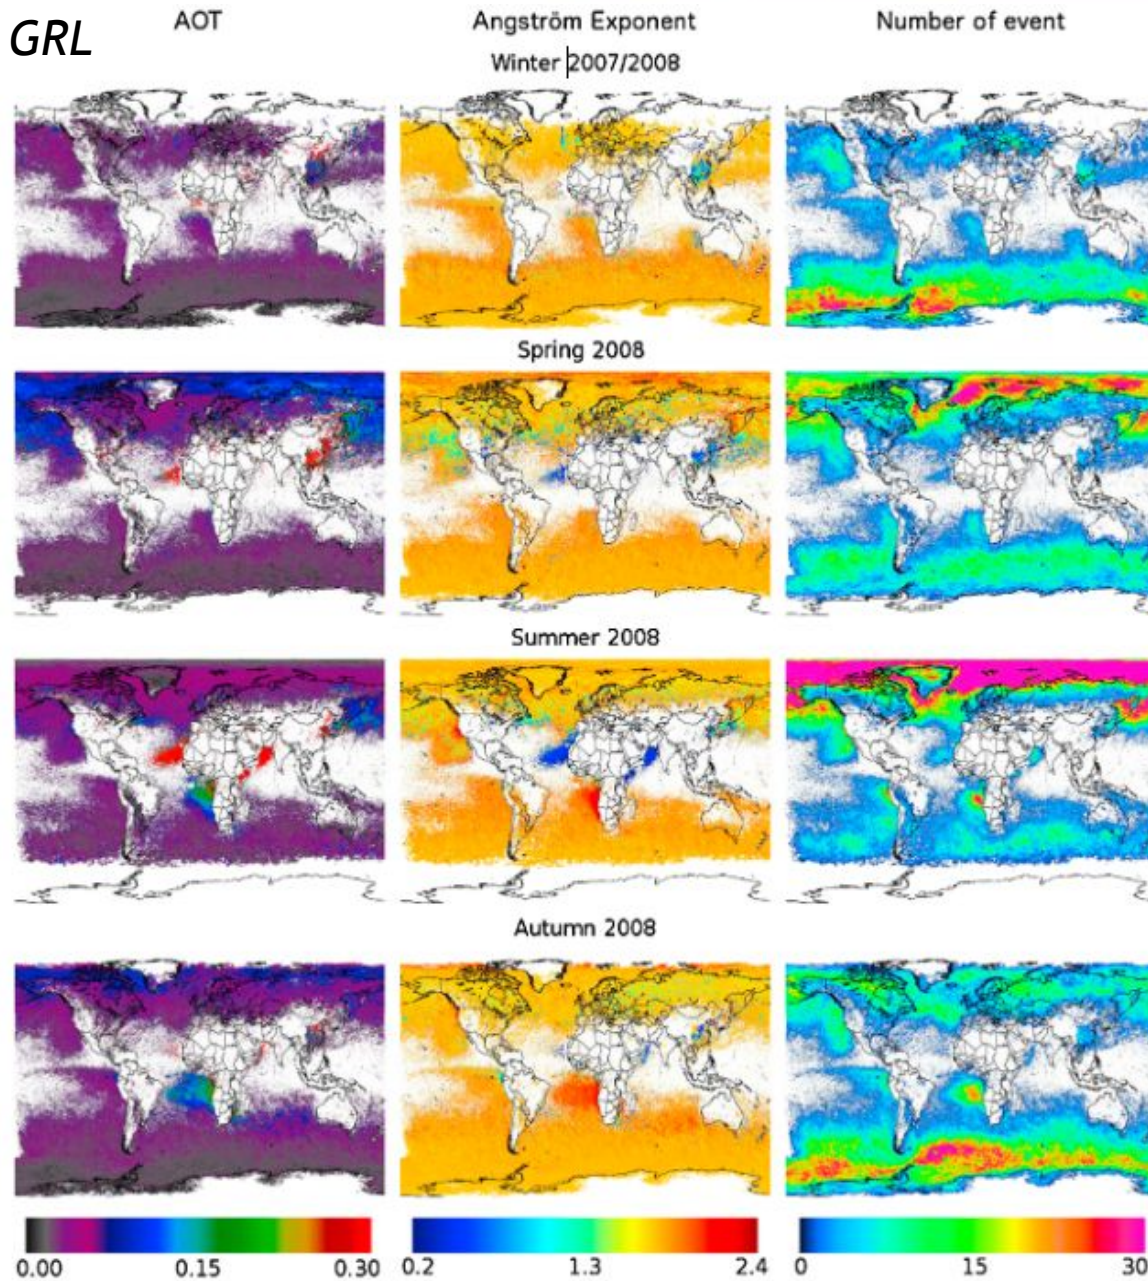 GRL
AOT Angström Exponent Number of event
Winter 2007/2008
Spring 2008
Summer 2008
Autumn 2008
0.00 0.15 0.30 0.2 1.3 2.4 0 15 30